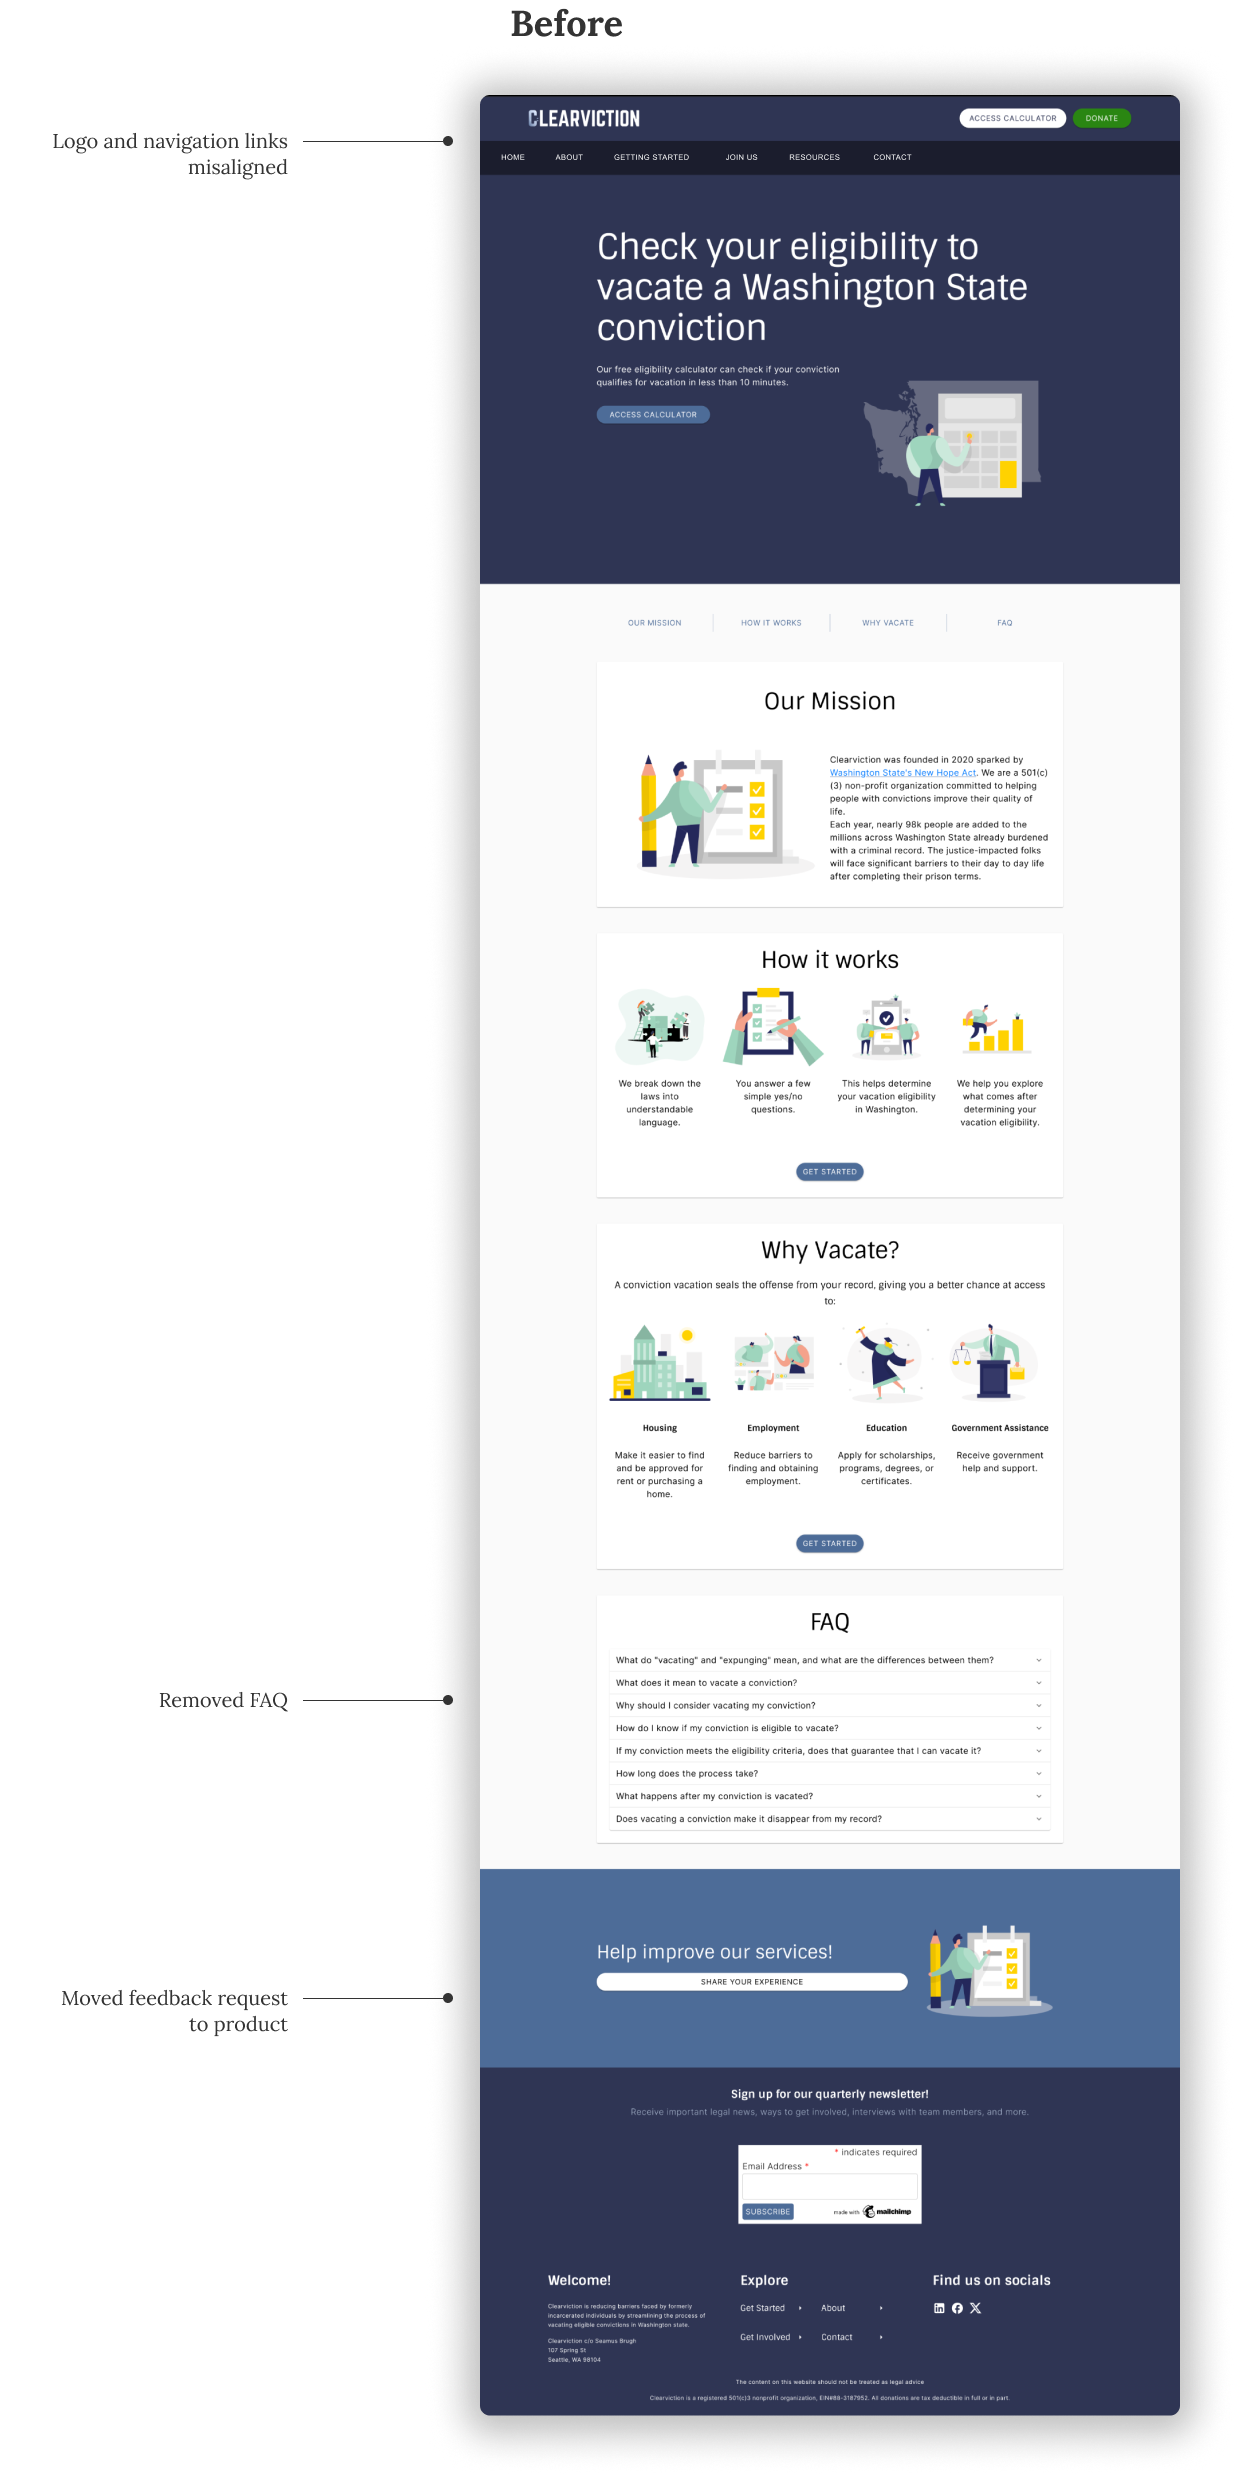 Before
Logo and navigation links
misaligned
CLEARVICTION
ACCESS CALCULATOR
DONATE
HOME
ABOUT
GETTING STARTED
JOIN US
RESOURCES
CONTACT
Check your eligibility to
vacate a Washington State
conviction
Our free eligibility calculator can check if your conviction
qualifies for vacation in less than 10 minutes.
ACCESS CALCULATOR
OUR MISSION
HOW IT WORKS
WHY VACATE
FAQ
Our Mission
Clearviction was founded in 2020 sparked by
Washington State's New Hope Act. We are a 501(c)
(3) non-profit organization committed to helping
people with convictions improve their quality of
life.
Each year, nearly 98k people are added to the
millions across Washington State already burdened
with a criminal record. The justice-impacted folks
will face significant barriers to their day to day life
after completing their prison terms.
How it works
We break down the
laws into
understandable
language.
You answer a few
simple yes/no
questions.
This helps determine
your vacation eligibility
in Washington.
We help you explore
what comes after
determining your
vacation eligibility.
GET STARTED
Why Vacate?
A conviction vacation seals the offense from your record, giving you a better chance at access
to:
Housing
Make it easier to find
and be approved for
rent or purchasing a
home.
Employment
Reduce barriers to
finding and obtaining
employment.
Education
Apply for scholarships,
programs, degrees, or
certificates.
Government Assistance
Receive government
help and support.
GET STARTED
Removed FAQ
FAQ
What do "vacating" and "expunging" mean, and what are the differences between them?
What does it mean to vacate a conviction?
Why should I consider vacating my conviction?
How do I know if my conviction is eligible to vacate?
If my conviction meets the eligibility criteria, does that guarantee that I can vacate it?
How long does the process take?
What happens after my conviction is vacated?
Does vacating a conviction make it disappear from my record?
Moved feedback request
to product
Help improve our services!
SHARE YOUR EXPERIENCE
Sign up for our quarterly newsletter!
Receive important legal news, ways to get involved, interviews with team members, and more.
* indicates required
Email Address *
SUBSCRIBE
made with mailchimp
Welcome!
Clearviction is reducing barriers faced by formerly
incarcerated individuals by streamlining the process of
vacating eligible convictions in Washington state.
Clearviction c/o Seamus Brugh
107 Spring St
Seattle, WA 98104
Explore
Get Started
About
Get Involved
Contact
Find us on socials
The content on this website should not be treated as legal advice
Clearviction is a registered 501(c)3 nonprofit organization, EIN#88-3187952. All donations are tax deductible in full or in part.